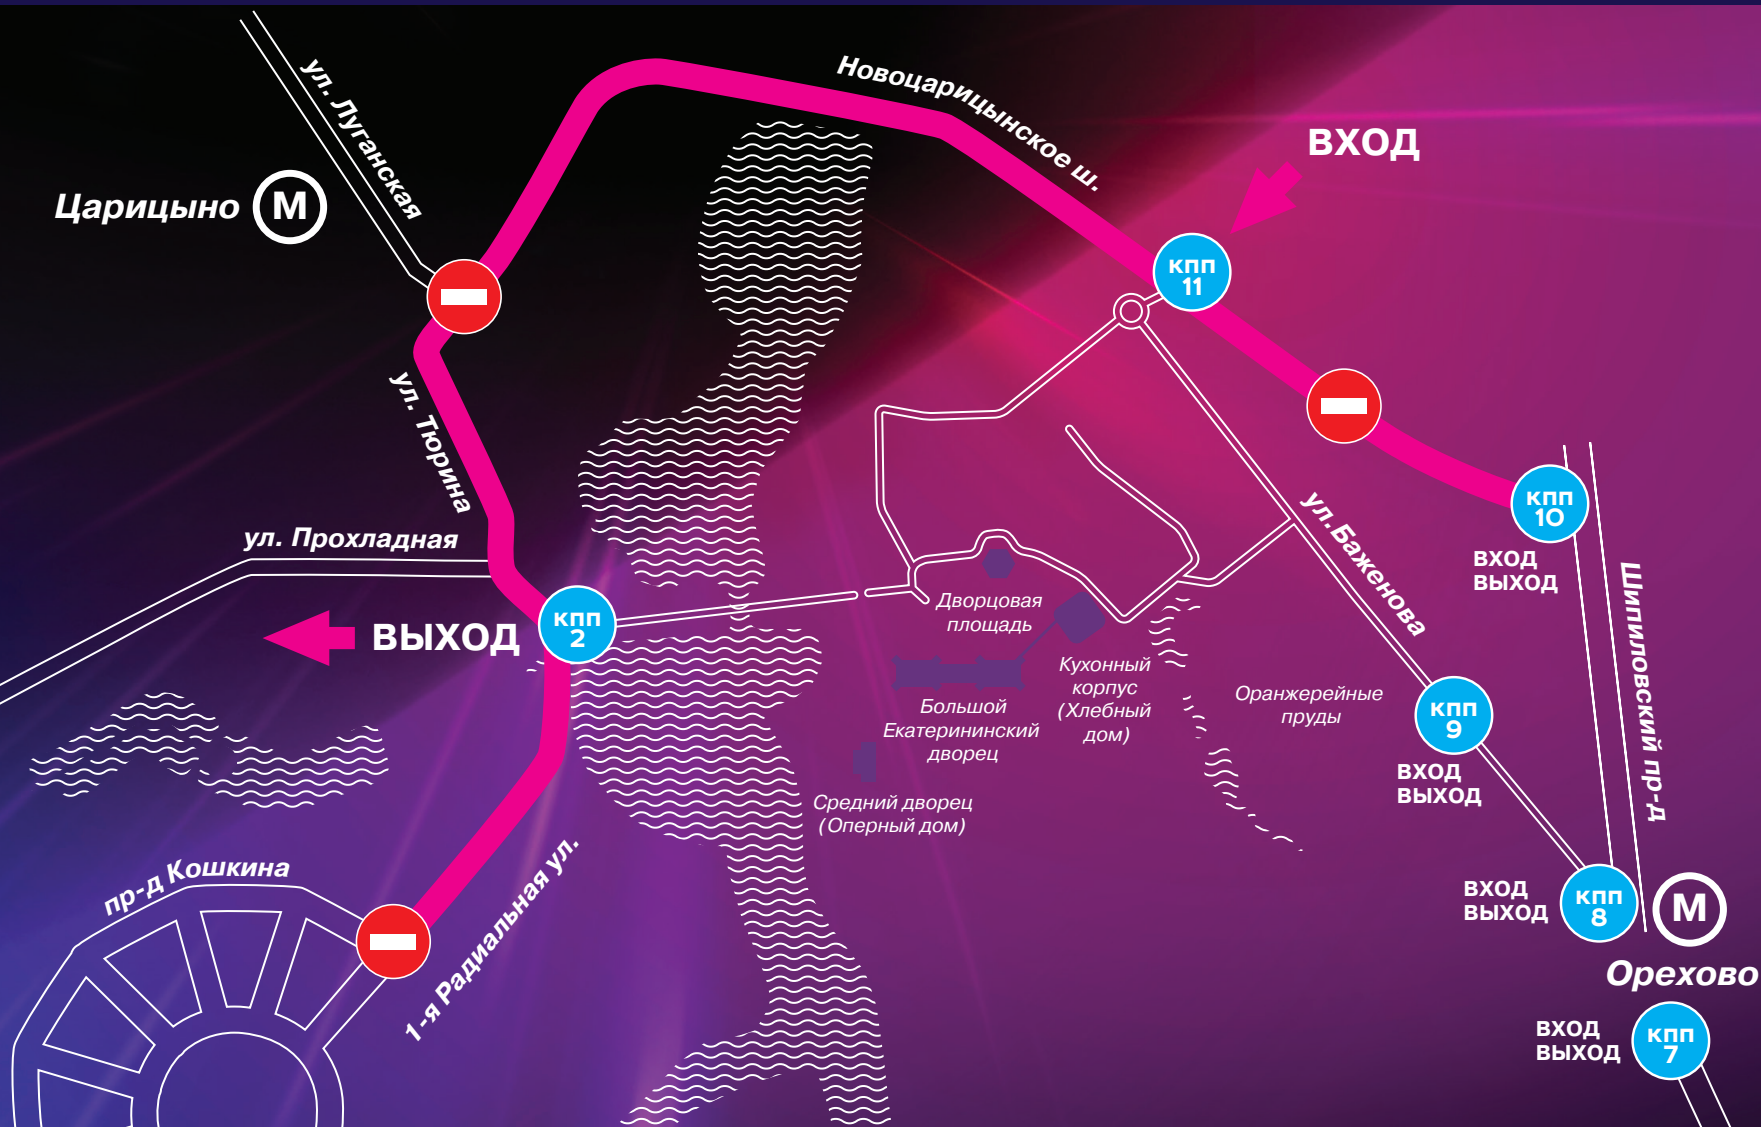 ул. Луганская
Новоцарицынское ш.
ВХОД
Царицыно
М
КПП
11
ул. Тюрина
ул. Прохладная
КПП
10
ВХОД
ВЫХОД
ул.Баженова
Шипиловский пр-д
ВЫХОД
КПП
2
Дворцовая
площадь
Кухонный
корпус
(Хлебный
дом)
Большой
Екатерининский
дворец
Оранжерейные
пруды
КПП
9
ВХОД
ВЫХОД
Средний дворец
(Оперный дом)
пр-д Кошкина
1-я Радиальная ул.
ВХОД
ВЫХОД
КПП
8
М
Орехово
ВХОД
ВЫХОД
КПП
7